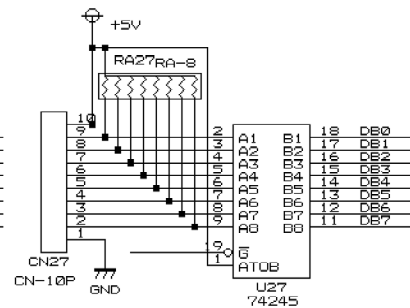 +5V
RA27 RA-8
10
9
8
7
6
5
4
3
2
1
CN27
CN-10P
GND
2 A1 B1 18 DB0
3 A2 B2 17 DB1
4 A3 B3 16 DB2
5 A4 B4 15 DB3
6 A5 B5 14 DB4
7 A6 B6 13 DB5
8 A7 B7 12 DB6
9 A8 B8 11 DB7
19 G
1 ATOB
U27
74245